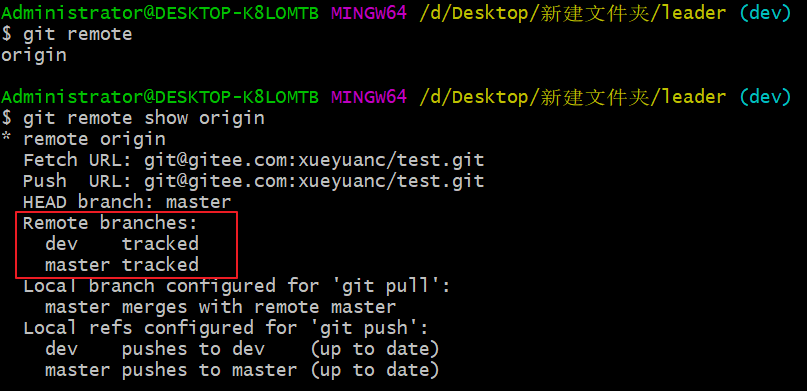 Administrator@DESKTOP-K8LOMTB MINGW64 /d/Desktop/新建文件夹/leader (dev)
$ git remote
origin
Administrator@DESKTOP-K8LOMTB MINGW64 /d/Desktop/新建文件夹/leader (dev)
$ git remote show origin
* remote origin
  Fetch URL: git@gitee.com:xueyuanc/test.git
  Push  URL: git@gitee.com:xueyuanc/test.git
  HEAD branch: master
  Remote branches:
    dev    tracked
    master tracked
  Local branch configured for 'git pull':
    master merges with remote master
  Local refs configured for 'git push':
    dev    pushes to dev    (up to date)
    master pushes to master (up to date)